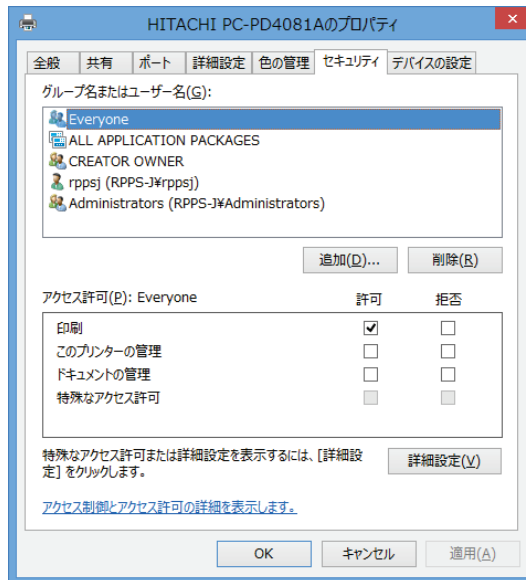 HITACHI PC-PD4081Aのプロパティ
全般 共有 ポート 詳細設定 色の管理 セキュリティ デバイスの設定
グループ名またはユーザー名(G):
Everyone
ALL APPLICATION PACKAGES
CREATOR OWNER
rppsj (RPPS-J¥rppsj)
Administrators (RPPS-J¥Administrators)
追加(D)... 削除(R)
アクセス許可(P): Everyone 許可 拒否
印刷
このプリンターの管理
ドキュメントの管理
特殊なアクセス許可
特殊なアクセス許可または詳細設定を表示するには、[詳細設
定] をクリックします。
詳細設定(V)
アクセス制御とアクセス許可の詳細を表示します。
OK キャンセル 適用(A)